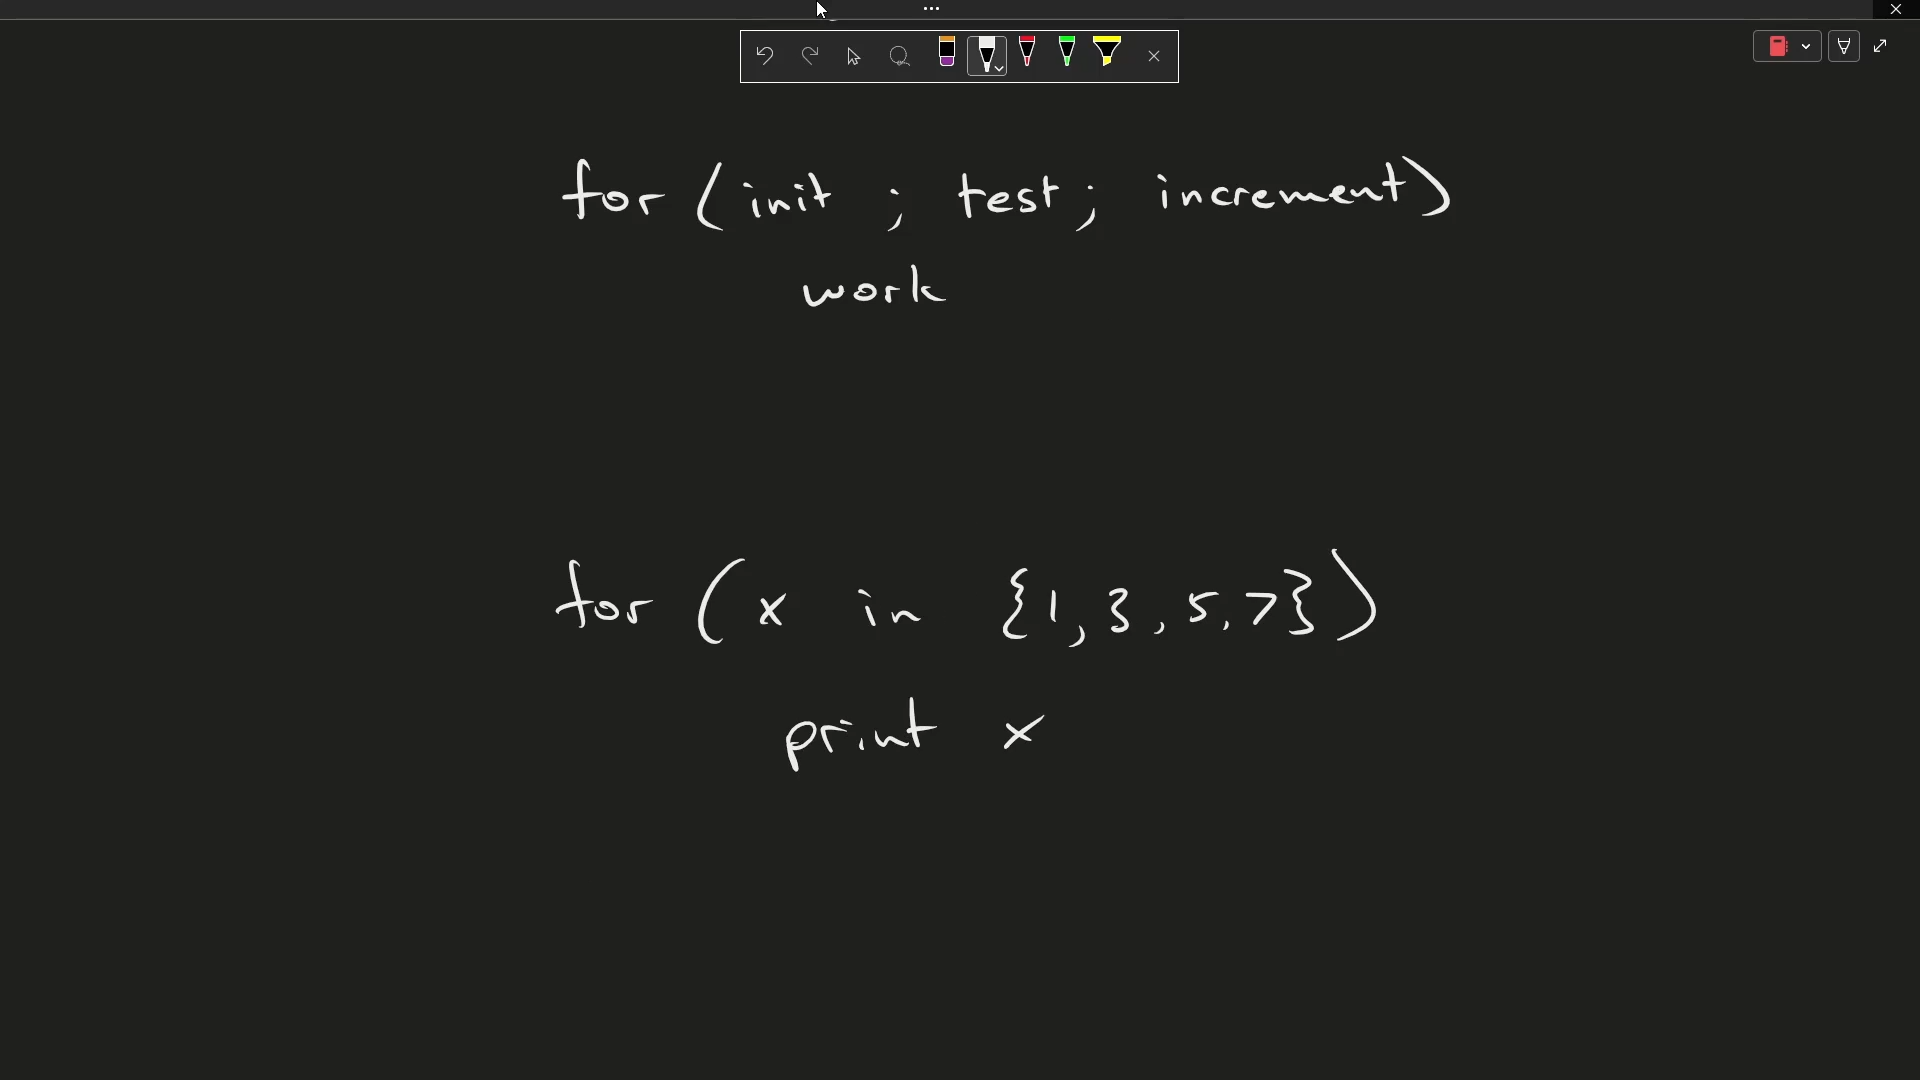 for ( init ; test ; increment )
work
for ( x in {1, 3, 5, 7} )
print x